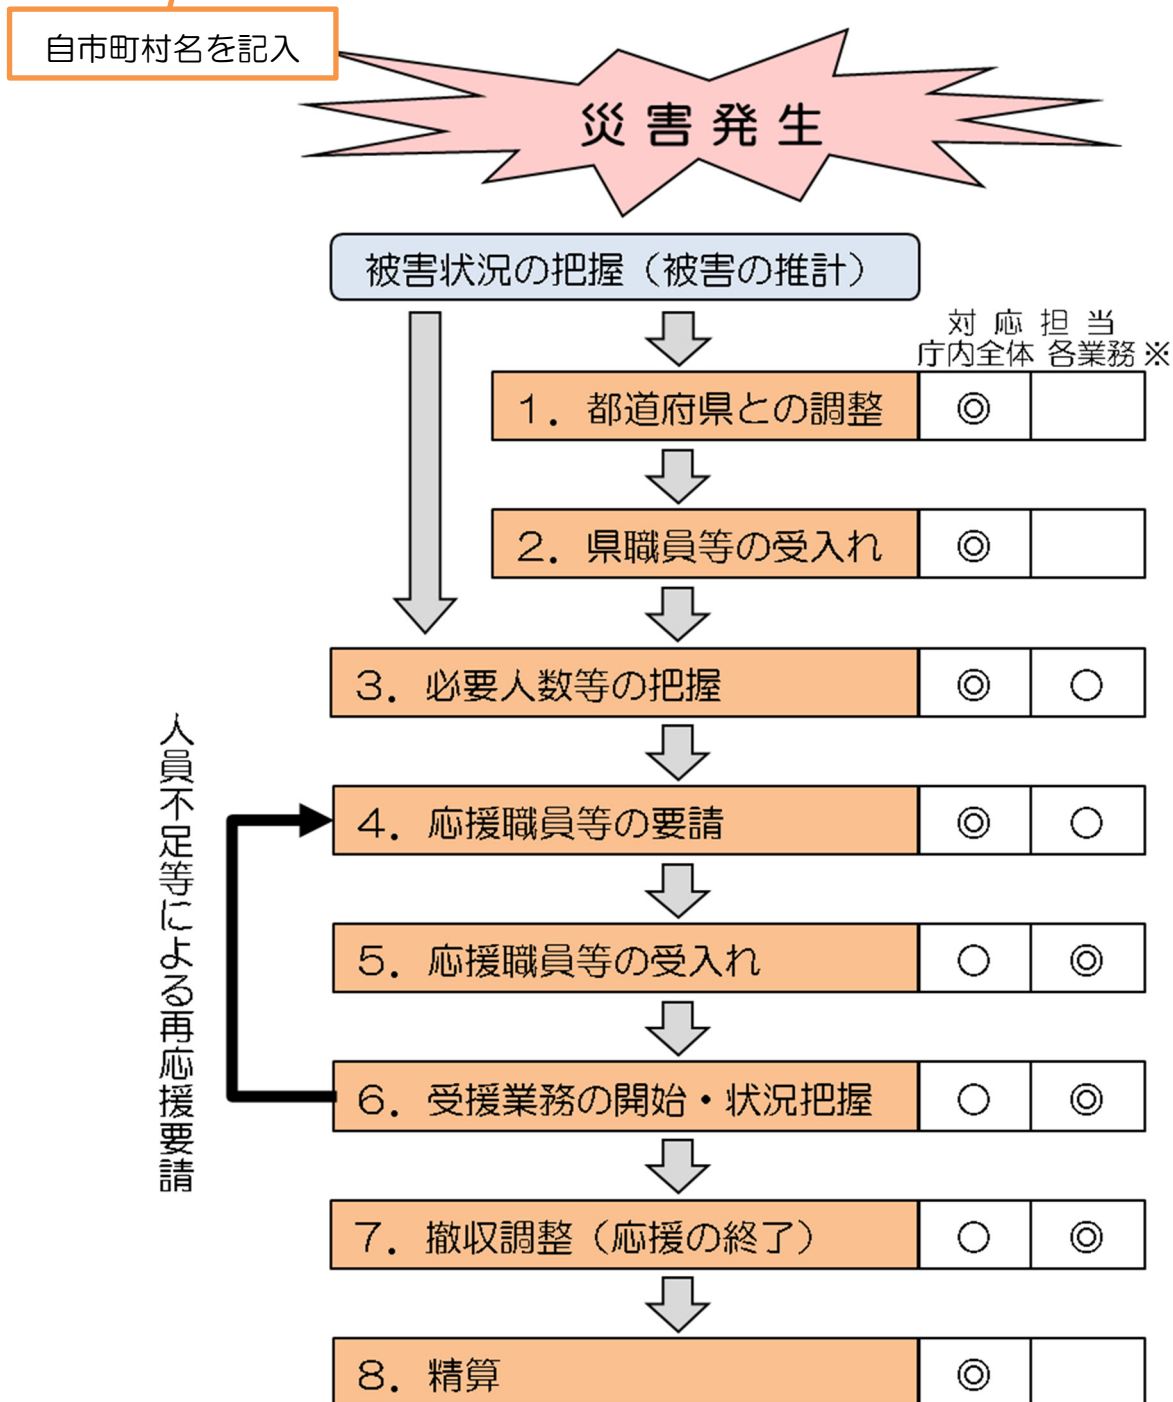 自市町村名を記入
災害発生
被害状況の把握（被害の推計）
対応担当
庁内全体 各業務※
１．都道府県との調整 ◎
２．県職員等の受入れ ◎
３．必要人数等の把握 ◎ ○
４．応援職員等の要請 ◎ ○
５．応援職員等の受入れ ○ ◎
６．受援業務の開始・状況把握 ○ ◎
７．撤収調整（応援の終了） ○ ◎
８．精算 ◎
人員不足等による再応援要請